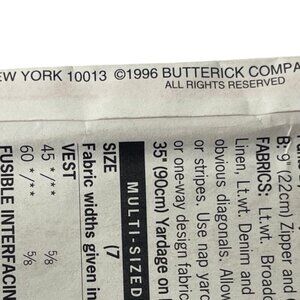 NEW YORK 10013 ©1996 BUTTERICK COMPA
ALL RIGHTS RESERVED
B: 9" (22cm) Zipper and
FABRICS: Lt.wt. Broad
Linen, Lt.wt. Denim and
obvious diagonals. Allow
or stripes. Use nap yard
or one-way design fabric
35" (90cm) Yardage on
MULTI-SIZED
SIZE (7
Fabric widths given in
VEST
45 */** 5/8
60 */** 5/8
FUSIBLE INTERFACIN